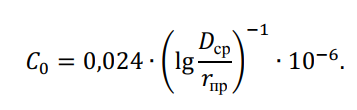 C₀ = 0,024 · (lg D_ср / r_пр)⁻¹ · 10⁻⁶.